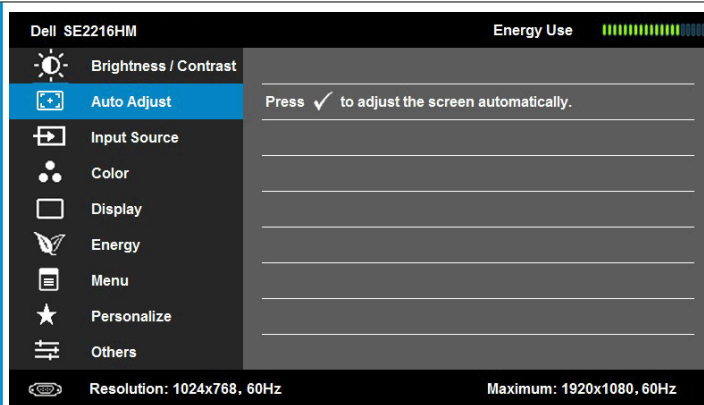 Dell SE2216HM Energy Use
Brightness / Contrast
Auto Adjust Press ✓ to adjust the screen automatically.
Input Source
Color
Display
Energy
Menu
Personalize
Others
Resolution: 1024x768, 60Hz Maximum: 1920x1080, 60Hz